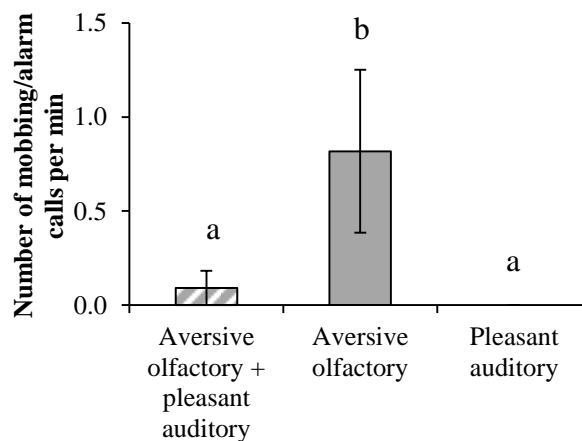 Number of mobbing/alarm
calls per min
1.5
1.0
0.5
0.0
a
b
a
Aversive
olfactory +
pleasant
auditory
Aversive
olfactory
Pleasant
auditory